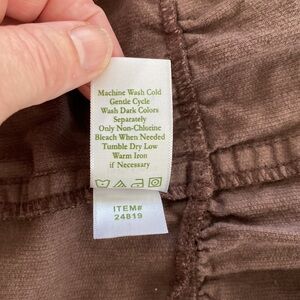 Machine Wash Cold
Gentle Cycle
Wash Dark Colors
Separately
Only Non-Chlorine
Bleach When Needed
Tumble Dry Low
Warm Iron
if Necessary
ITEM#
24819